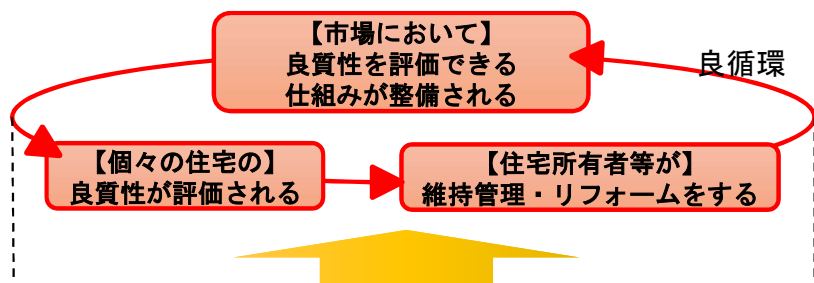 【市場において】
良質性を評価できる
仕組みが整備される
良循環
【個々の住宅の】
良質性が評価される
【住宅所有者等が】
維持管理・リフォームをする